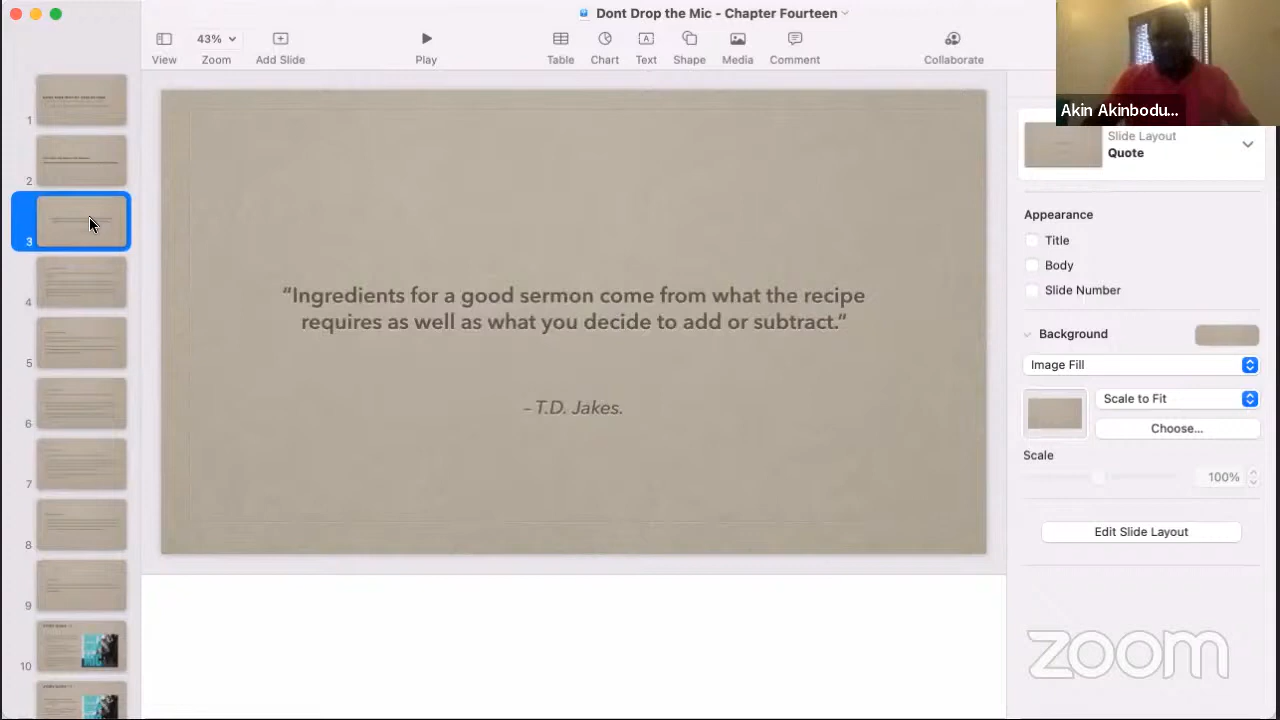 Dont Drop the Mic - Chapter Fourteen
43%
View
Zoom
Add Slide
Play
Table
Chart
Text
Shape
Media
Comment
Collaborate
Akin Akinbodu...
Slide Layout
Quote
1
2
3
4
5
6
7
8
9
10
“Ingredients for a good sermon come from what the recipe
requires as well as what you decide to add or subtract.”
– T.D. Jakes.
Appearance
Title
Body
Slide Number
Background
Image Fill
Scale to Fit
Choose...
Scale
100%
Edit Slide Layout
zoom